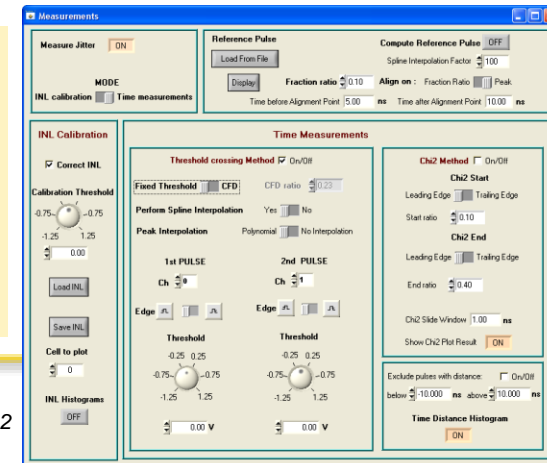 Measurements
Measure Jitter ON
MODE
INL calibration Time measurements
Reference Pulse
Load From File
Compute Reference Pulse OFF
Spline Interpolation Factor 100
Display Fraction ratio 0.10 Align on : Fraction Ratio Peak
Time before Alignment Point 5.00 ns Time after Alignment Point 10.00 ns
INL Calibration
Correct INL
Calibration Threshold
-0.75 -0.75
-1.25 1.25
0.00
Load INL
Save INL
Cell to plot
0
INL Histograms
OFF
Time Measurements
Threshold crossing Method On/Off
Fixed Threshold CFD CFD ratio 0.23
Perform Spline Interpolation Yes No
Peak Interpolation Polynomial No Interpolation
1st PULSE 2nd PULSE
Ch 0 Ch 1
Edge Edge
Threshold Threshold
-0.25 0.25 -0.25 0.25
-0.75 -0.75 -0.75 -0.75
-1.25 1.25 -1.25 1.25
0.00 V 0.00 V
Chi2 Method On/Off
Chi2 Start
Leading Edge Trailing Edge
Start ratio 0.10
Chi2 End
Leading Edge Trailing Edge
End ratio 0.40
Chi2 Slide Window 1.00 ns
Show Chi2 Plot Result ON
Exclude pulses with distance: On/Off
below -10.000 ns above 10.000 ns
Time Distance Histogram
ON
2